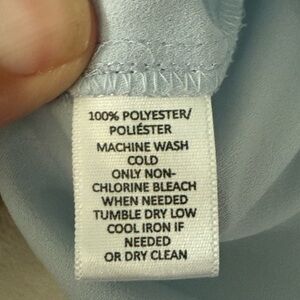 100% POLYESTER/
POLIÉSTER
MACHINE WASH
COLD
ONLY NON-
CHLORINE BLEACH
WHEN NEEDED
TUMBLE DRY LOW
COOL IRON IF
NEEDED
OR DRY CLEAN